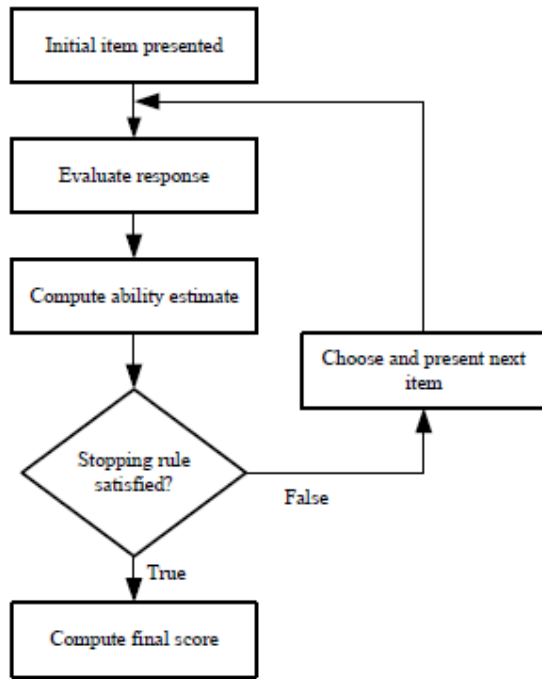 Initial item presented
Evaluate response
Compute ability estimate
Choose and present next
item
Stopping rule
satisfied?
False
True
Compute final score